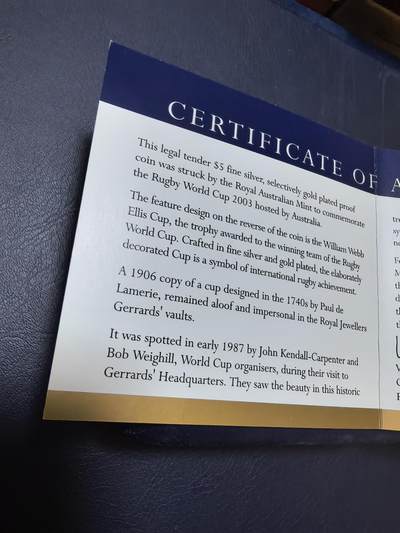 CERTIFICATE OF A
This legal tender $5 fine silver, selectively gold plated proof
coin was struck by the Royal Australian Mint to commemorate
the Rugby World Cup 2003 hosted by Australia.
The feature design on the reverse of the coin is the William Webb
Ellis Cup, the trophy awarded to the winning team of the Rugby
World Cup. Crafted in fine silver and gold plated, the elaborately
decorated Cup is a symbol of international rugby achievement.
A 1906 copy of a cup designed in the 1740s by Paul de
Lamerie, remained aloof and impersonal in the Royal Jewellers
Gerrards' vaults.
It was spotted in early 1987 by John Kendall-Carpenter and
Bob Weighill, World Cup organisers, during their visit to
Gerrards' Headquarters. They saw the beauty in this historic